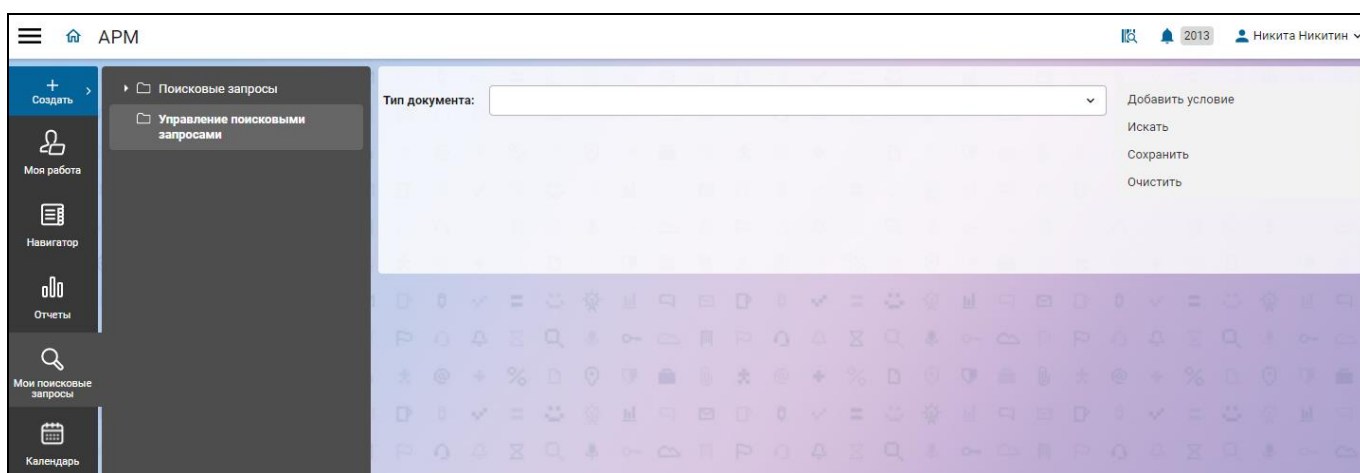 АРМ
2013
Никита Никитин
Создать
Моя работа
Навигатор
Отчеты
Мои поисковые
запросы
Календарь
Поисковые запросы
Управление поисковыми
запросами
Тип документа:
Добавить условие
Искать
Сохранить
Очистить